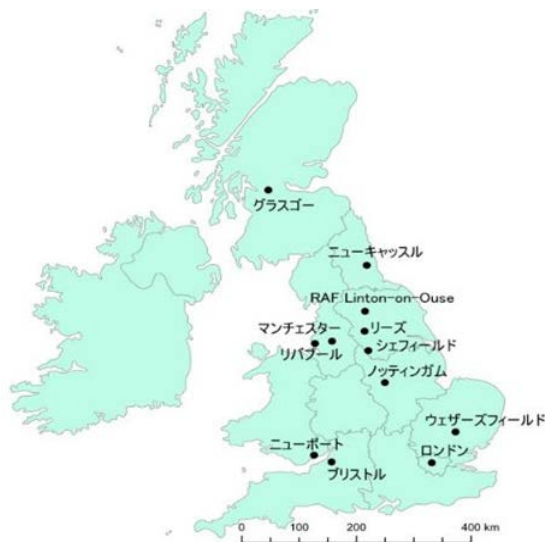 グラスゴー
ニューキャッスル
RAF Linton-on-Ouse
マンチェスター
リーズ
リバプール
シェフィールド
ノッティンガム
ウェザーズフィールド
ニューポート
ロンドン
ブリストル
0 100 200 400 km